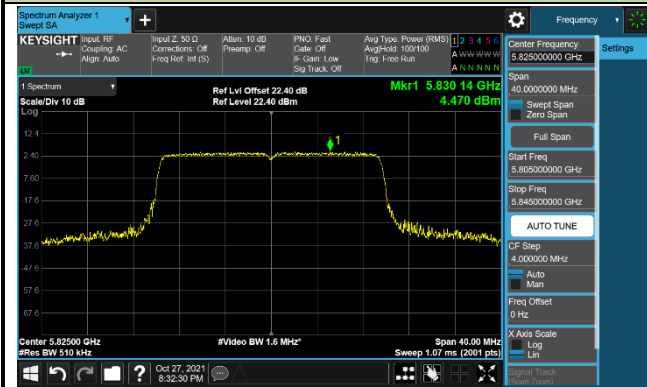 Spectrum Analyzer 1
Swept SA
+
Frequency
KEYSIGHT
Input: RF
Coupling: AC
Align: Auto
Input Z: 50 Ω
Corrections: Off
Freq Ref: Int (S)
Atten: 10 dB
Preamp: Off
PNO: Fast
Gate: Off
IF Gain: Low
Sig Track: Off
Avg Type: Power (RMS)
Avg|Hold: 100/100
Trig: Free Run
1 2 3 4 5 6
A W W W W W
A N N N N N
LW
Center Frequency
5.825000000 GHz
Settings
Span
40.0000000 MHz
Swept Span
Zero Span
Full Span
Start Freq
5.805000000 GHz
Stop Freq
5.845000000 GHz
AUTO TUNE
CF Step
4.000000 MHz
Auto
Man
Freq Offset
0 Hz
X Axis Scale
Log
Lin
Signal Track
(Span Zoom)
1 Spectrum
Scale/Div 10 dB
Log
Ref Lvl Offset 22.40 dB
Ref Level 22.40 dBm
Mkr1 5.830 14 GHz
4.470 dBm
1
12.4
2.40
-7.60
-17.6
-27.6
-37.6
-47.6
-57.6
-67.6
Center 5.82500 GHz
#Res BW 510 kHz
#Video BW 1.6 MHz*
Span 40.00 MHz
Sweep 1.07 ms (2001 pts)
?
Oct 27, 2021
8:32:30 PM